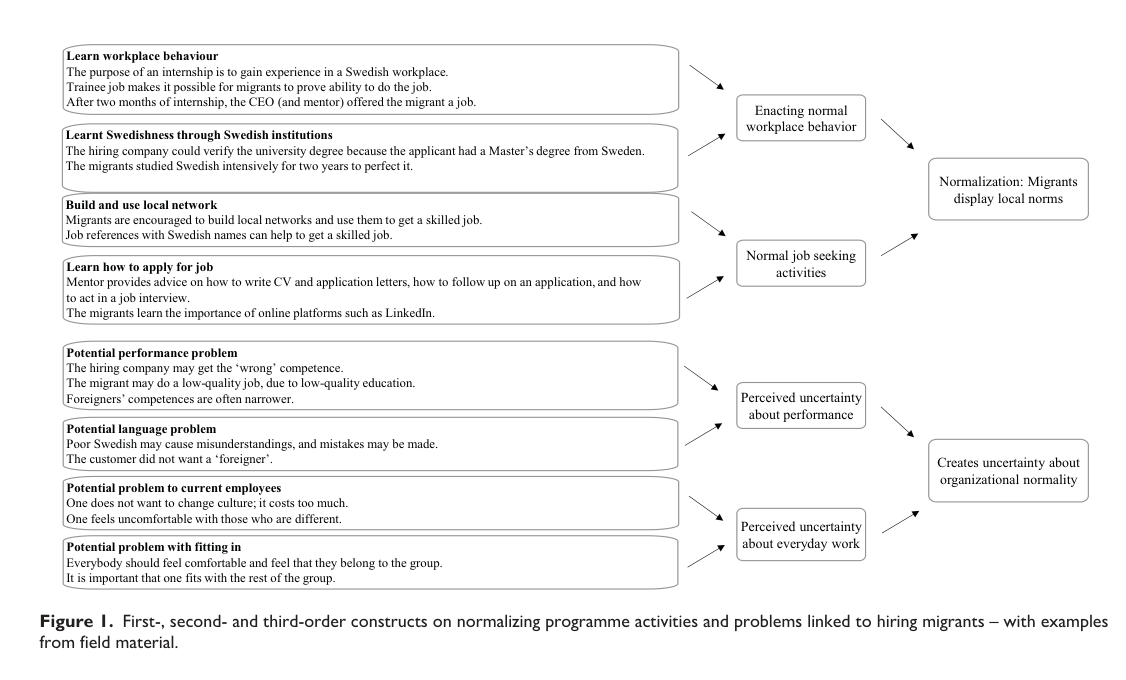 Learn workplace behaviour
The purpose of an internship is to gain experience in a Swedish workplace.
Trainee job makes it possible for migrants to prove ability to do the job.
After two months of internship, the CEO (and mentor) offered the migrant a job.
Learnt Swedishness through Swedish institutions
The hiring company could verify the university degree because the applicant had a Master's degree from Sweden.
The migrants studied Swedish intensively for two years to perfect it.
Build and use local network
Migrants are encouraged to build local networks and use them to get a skilled job.
Job references with Swedish names can help to get a skilled job.
Learn how to apply for job
Mentor provides advice on how to write CV and application letters, how to follow up on an application, and how
to act in a job interview.
The migrants learn the importance of online platforms such as LinkedIn.
Enacting normal
workplace behavior
Normal job seeking
activities
Normalization: Migrants
display local norms
Potential performance problem
The hiring company may get the ‘wrong’ competence.
The migrant may do a low-quality job, due to low-quality education.
Foreigners’ competences are often narrower.
Potential language problem
Poor Swedish may cause misunderstandings, and mistakes may be made.
The customer did not want a ‘foreigner’.
Potential problem to current employees
One does not want to change culture; it costs too much.
One feels uncomfortable with those who are different.
Potential problem with fitting in
Everybody should feel comfortable and feel that they belong to the group.
It is important that one fits with the rest of the group.
Perceived uncertainty
about performance
Perceived uncertainty
about everyday work
Creates uncertainty about
organizational normality
Figure 1. First-, second- and third-order constructs on normalizing programme activities and problems linked to hiring migrants – with examples
from field material.